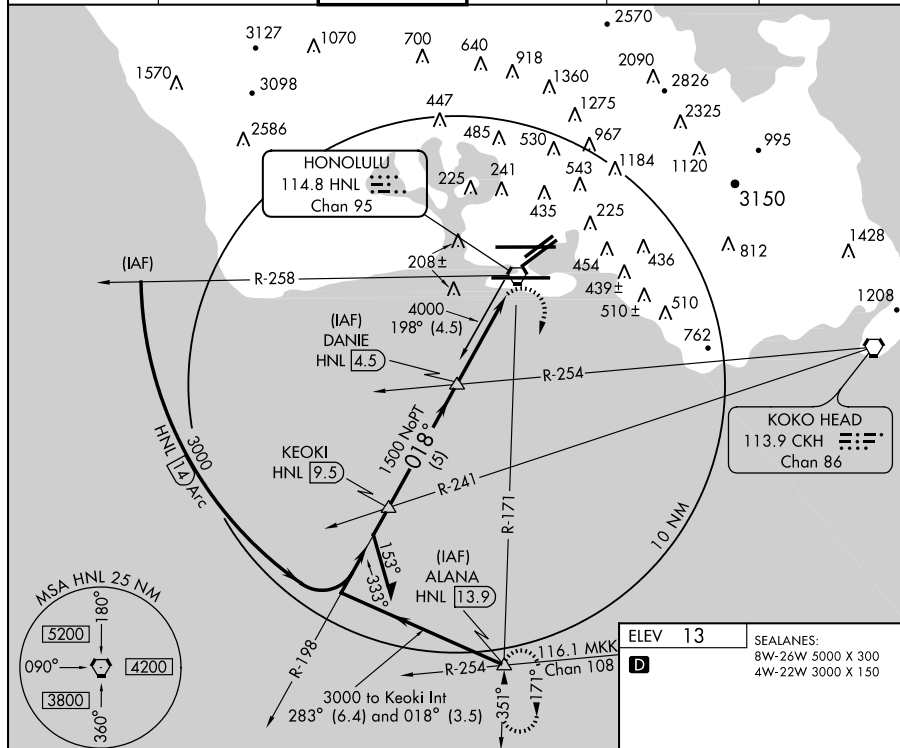 3127
1070
700
640
918
2570
1570
3098
1360
2090
2826
2586
447
485
530
1275
967
2325
1120
995
HONOLULU
114.8 HNL
Chan 95
225
241
435
543
1184
3150
225
208±
454
436
439±
510±
510
812
1428
1208
762
(IAF)
R-258
4000
198° (4.5)
(IAF)
DANIE
HNL 4.5
R-254
KOKO HEAD
113.9 CKH
Chan 86
3000
HNL 14 Arc
KEOKI
HNL 9.5
1500 NoPT
018°
(5)
R-241
R-171
10 NM
153°
333°
(IAF)
ALANA
HNL 13.9
R-198
R-254
116.1 MKK
Chan 108
3000 to Keoki Int
283° (6.4) and 018° (3.5)
351°
171°
MSA HNL 25 NM
180°
5200
090°
4200
3800
360°
ELEV 13
D
SEALANES:
8W-26W 5000 X 300
4W-22W 3000 X 150